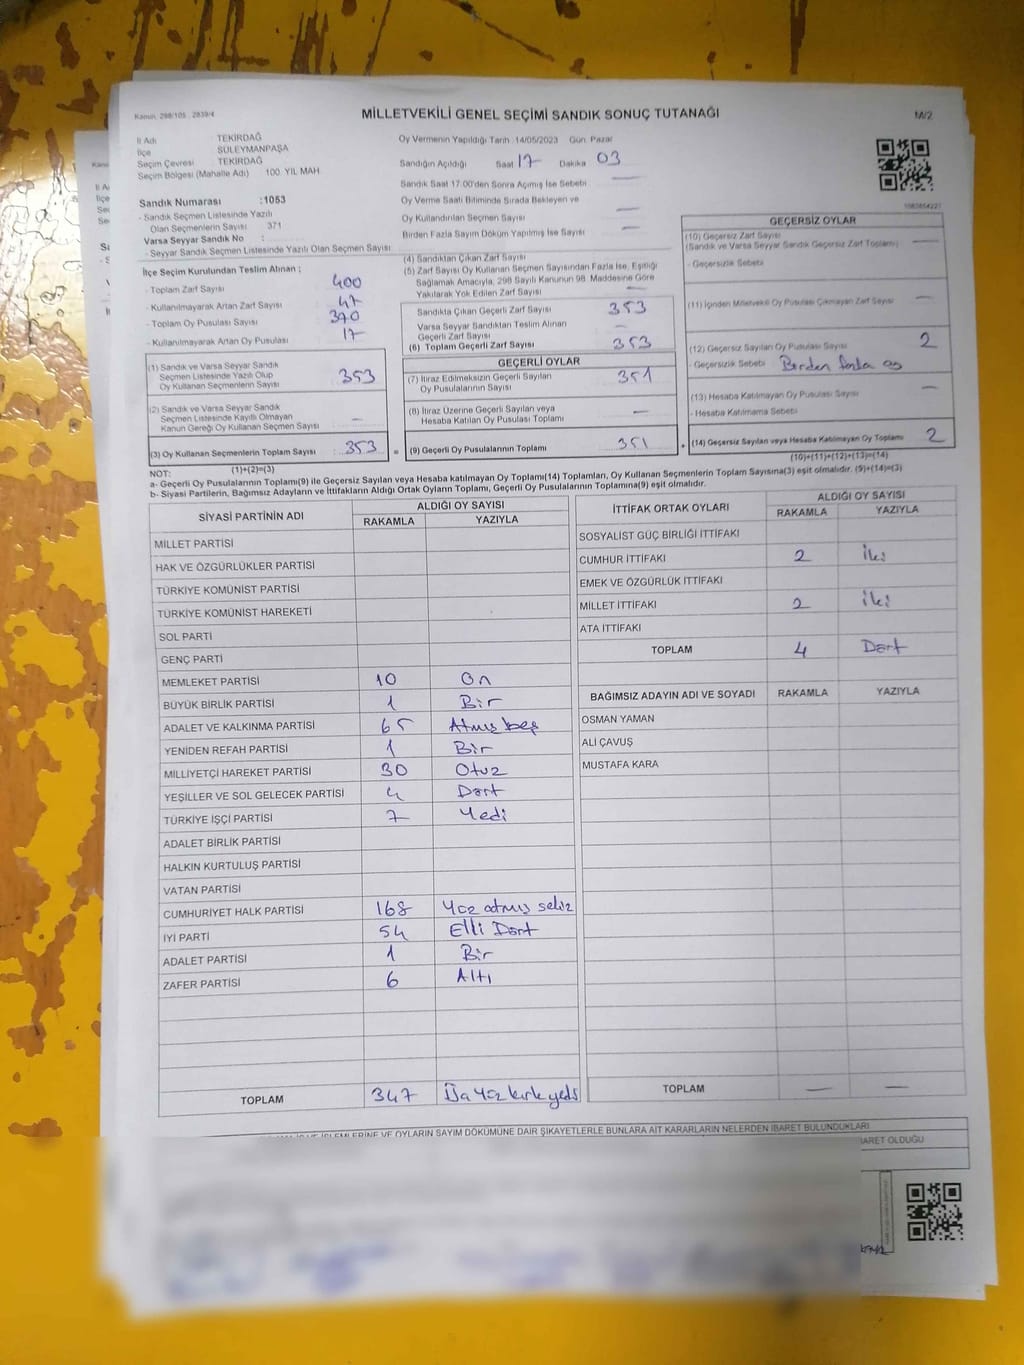 Kanun, 298/105 , 2839/4
MİLLETVEKİLİ GENEL SEÇİMİ SANDIK SONUÇ TUTANAĞI
M/2
İl Adı TEKİRDAĞ
İlçe SÜLEYMANPAŞA
Seçim Çevresi TEKİRDAĞ
Seçim Bölgesi (Mahalle Adı) 100. YIL MAH.
Sandık Numarası :1053
- Sandık Seçmen Listesinde Yazılı
Olan Seçmenlerin Sayısı 371
Varsa Seyyar Sandık No :
- Seyyar Sandık Seçmen Listesinde Yazılı Olan Seçmen Sayısı:
İlçe Seçim Kurulundan Teslim Alınan ;
- Toplam Zarf Sayısı 400
- Kullanılmayarak Artan Zarf Sayısı 47
- Toplam Oy Pusulası Sayısı 370
- Kullanılmayarak Artan Oy Pusulası 17
(1) Sandık ve Varsa Seyyar Sandık
Seçmen Listesinde Yazılı Olup
Oy Kullanan Seçmenlerin Sayısı 353
(2) Sandık ve Varsa Seyyar Sandık
Seçmen Listesinde Kayıtlı Olmayan
Kanun Gereği Oy Kullanan Seçmen Sayısı —
(3) Oy Kullanan Seçmenlerin Toplam Sayısı 353 =
(1)+(2)=(3)
Oy Vermenin Yapıldığı Tarih :14/05/2023 Gün: Pazar
Sandığın Açıldığı Saat 17 Dakika 03
Sandık Saat 17.00'den Sonra Açılmış İse Sebebi —
Oy Verme Saati Bitiminde Sırada Bekleyen ve
Oy Kullandırılan Seçmen Sayısı —
Birden Fazla Sayım Döküm Yapılmış İse Sayısı —
(4) Sandıktan Çıkan Zarf Sayısı
(5) Zarf Sayısı Oy Kullanan Seçmen Sayısından Fazla İse, Eşitliği
Sağlamak Amacıyla, 298 Sayılı Kanunun 98. Maddesine Göre
Yakılarak Yok Edilen Zarf Sayısı —
Sandıkta Çıkan Geçerli Zarf Sayısı 353
Varsa Seyyar Sandıktan Teslim Alınan
Geçerli Zarf Sayısı —
(6) Toplam Geçerli Zarf Sayısı 353
GEÇERLİ OYLAR
(7) İtiraz Edilmeksizin Geçerli Sayılan
Oy Pusulalarının Sayısı 351
(8) İtiraz Üzerine Geçerli Sayılan veya
Hesaba Katılan Oy Pusulası Toplamı —
(9) Geçerli Oy Pusulalarının Toplamı 351 +
GEÇERSİZ OYLAR
(10) Geçersiz Zarf Sayısı
(Sandık ve Varsa Seyyar Sandık Geçersiz Zarf Toplamı) —
- Geçersizlik Sebebi
(11) İçinden Milletvekili Oy Pusulası Çıkmayan Zarf Sayısı —
(12) Geçersiz Sayılan Oy Pusulası Sayısı 2
- Geçersizlik Sebebi Birden fazla oy
(13) Hesaba Katılmayan Oy Pusulası Sayısı —
- Hesaba Katılmama Sebebi
(14) Geçersiz Sayılan veya Hesaba Katılmayan Oy Toplamı 2
(10)+(11)+(12)+(13)=(14)
NOT:
a- Geçerli Oy Pusulaları Toplamı(9) ile Geçersiz Sayılan veya Hesaba katılmayan Oy Toplamı(14) Toplamları, Oy Kullanan Seçmenlerin Toplam Sayısına(3) eşit olmalıdır. (9)+(14)=(3)
b- Siyasi Partilerin, Bağımsız Adayların ve İttifakların Aldığı Ortak Oyların Toplamı, Geçerli Oy Pusulalarının Toplamına(9) eşit olmalıdır.
SİYASİ PARTİNİN ADI ALDIĞI OY SAYISI
RAKAMLA YAZIYLA
MİLLET PARTİSİ
HAK VE ÖZGÜRLÜKLER PARTİSİ
TÜRKİYE KOMÜNİST PARTİSİ
TÜRKİYE KOMÜNİST HAREKETİ
SOL PARTİ
GENÇ PARTİ
MEMLEKET PARTİSİ 10 On
BÜYÜK BİRLİK PARTİSİ 1 Bir
ADALET VE KALKINMA PARTİSİ 65 Atmış beş
YENİDEN REFAH PARTİSİ 1 Bir
MİLLİYETÇİ HAREKET PARTİSİ 30 Otuz
YEŞİLLER VE SOL GELECEK PARTİSİ 4 Dört
TÜRKİYE İŞÇİ PARTİSİ 7 Yedi
ADALET BİRLİK PARTİSİ
HALKIN KURTULUŞ PARTİSİ
VATAN PARTİSİ
CUMHURİYET HALK PARTİSİ 168 Yüz atmış sekiz
İYİ PARTİ 54 Elli Dört
ADALET PARTİSİ 1 Bir
ZAFER PARTİSİ 6 Altı
TOPLAM 347 Üç Yüz kırk yedi
İTTİFAK ORTAK OYLARI ALDIĞI OY SAYISI
RAKAMLA YAZIYLA
SOSYALİST GÜÇ BİRLİĞİ İTTİFAKI
CUMHUR İTTİFAKI 2 İki
EMEK VE ÖZGÜRLÜK İTTİFAKI
MİLLET İTTİFAKI 2 İki
ATA İTTİFAKI
TOPLAM 4 Dört
BAĞIMSIZ ADAYIN ADI VE SOYADI RAKAMLA YAZIYLA
OSMAN YAMAN
ALİ ÇAVUŞ
MUSTAFA KARA
TOPLAM — —
İŞLEMLERİNE VE OYLARIN SAYIM DÖKÜMÜNE DAİR ŞİKAYETLERLE BUNLARA AİT KARARLARIN NELERDEN İBARET BULUNDUKLARI
İBARET OLDUĞU